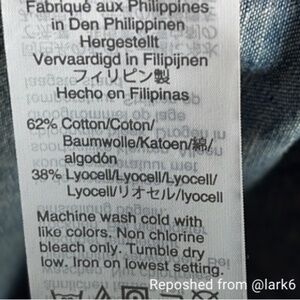 Fabriqué aux Philippines
in Den Philippinen
Hergestellt
Vervaardigd in Filipijnen
フィリピン製
Hecho en Filipinas
62% Cotton/Coton/
Baumwolle/Katoen/綿/
algodón
38% Lyocell/Lyocell/Lyocell/
Lyocell/リオセル/lyocell
Machine wash cold with
like colors. Non chlorine
bleach only. Tumble dry
low. Iron on lowest setting.
Reposhed from @lark6